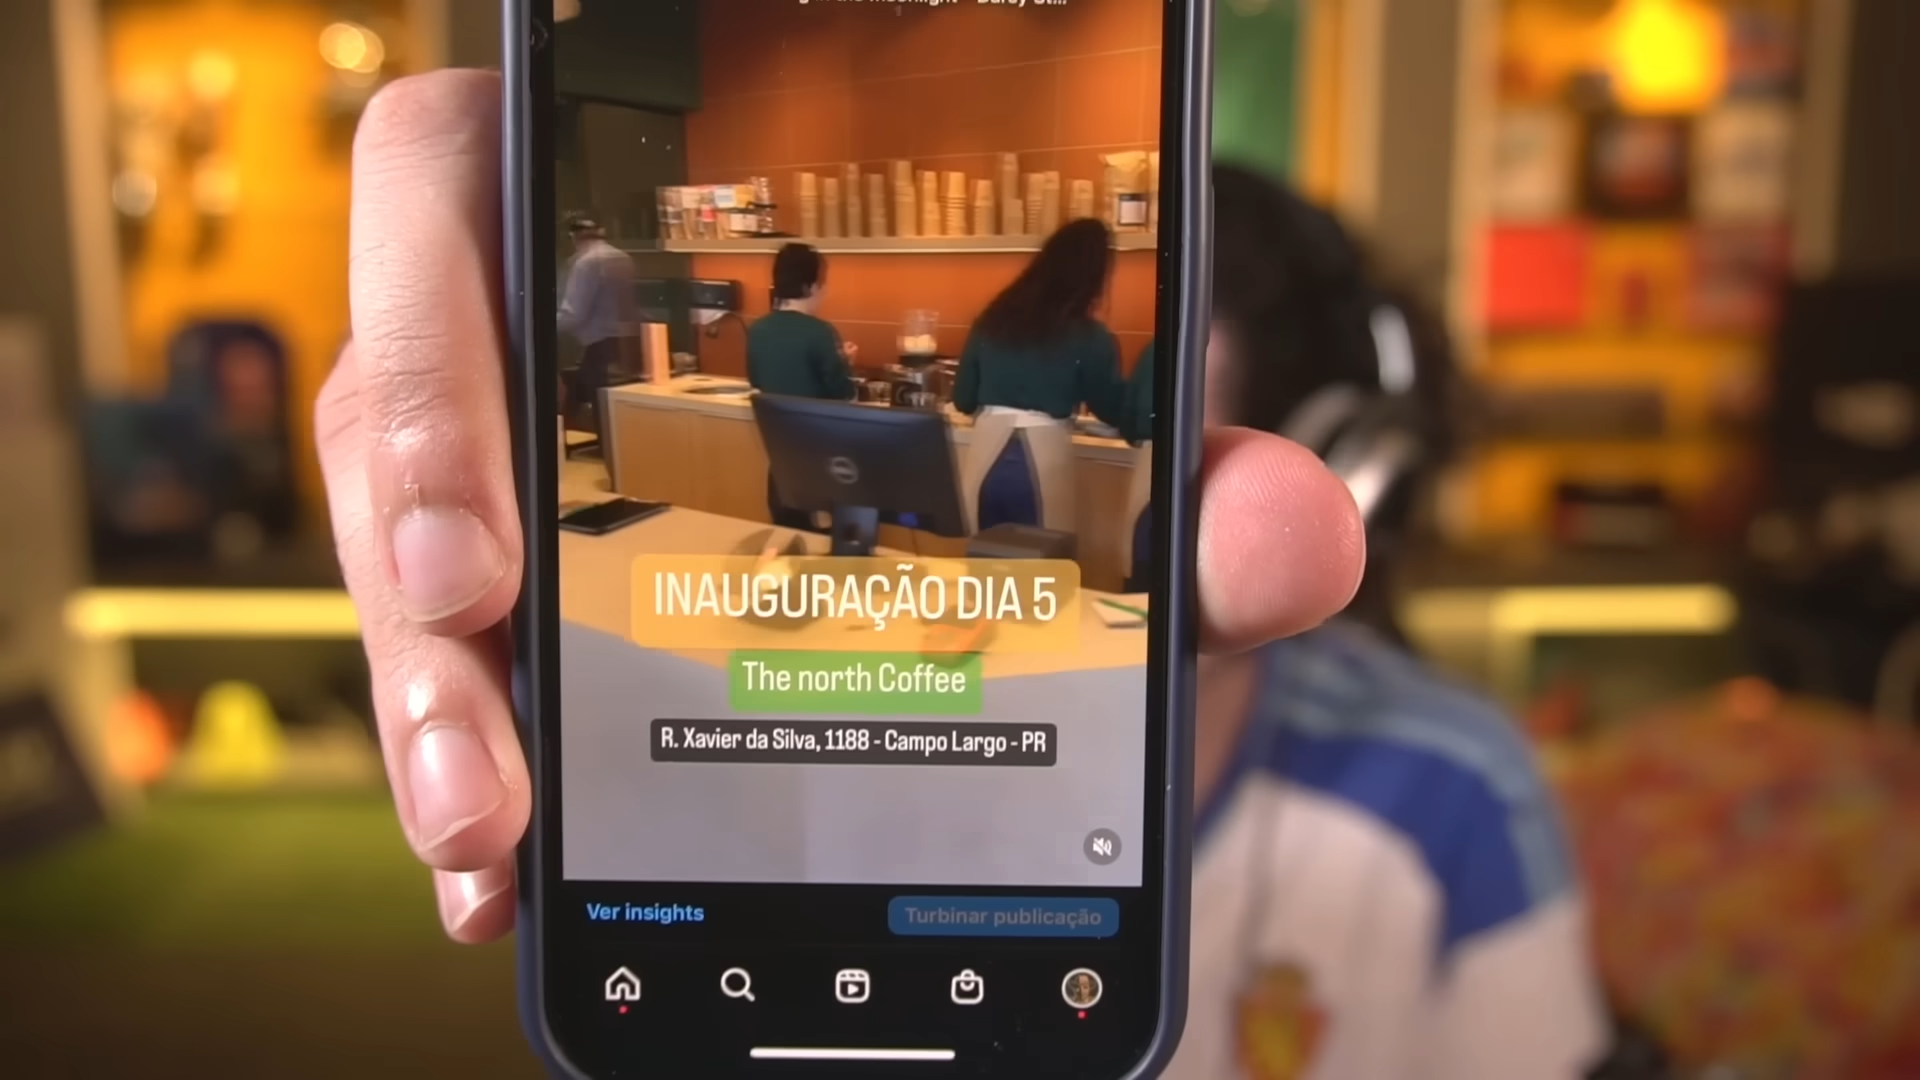 INAUGURAÇÃO DIA 5
The north Coffee
R. Xavier da Silva, 1188 - Campo Largo - PR
Ver insights
Turbinar publicação